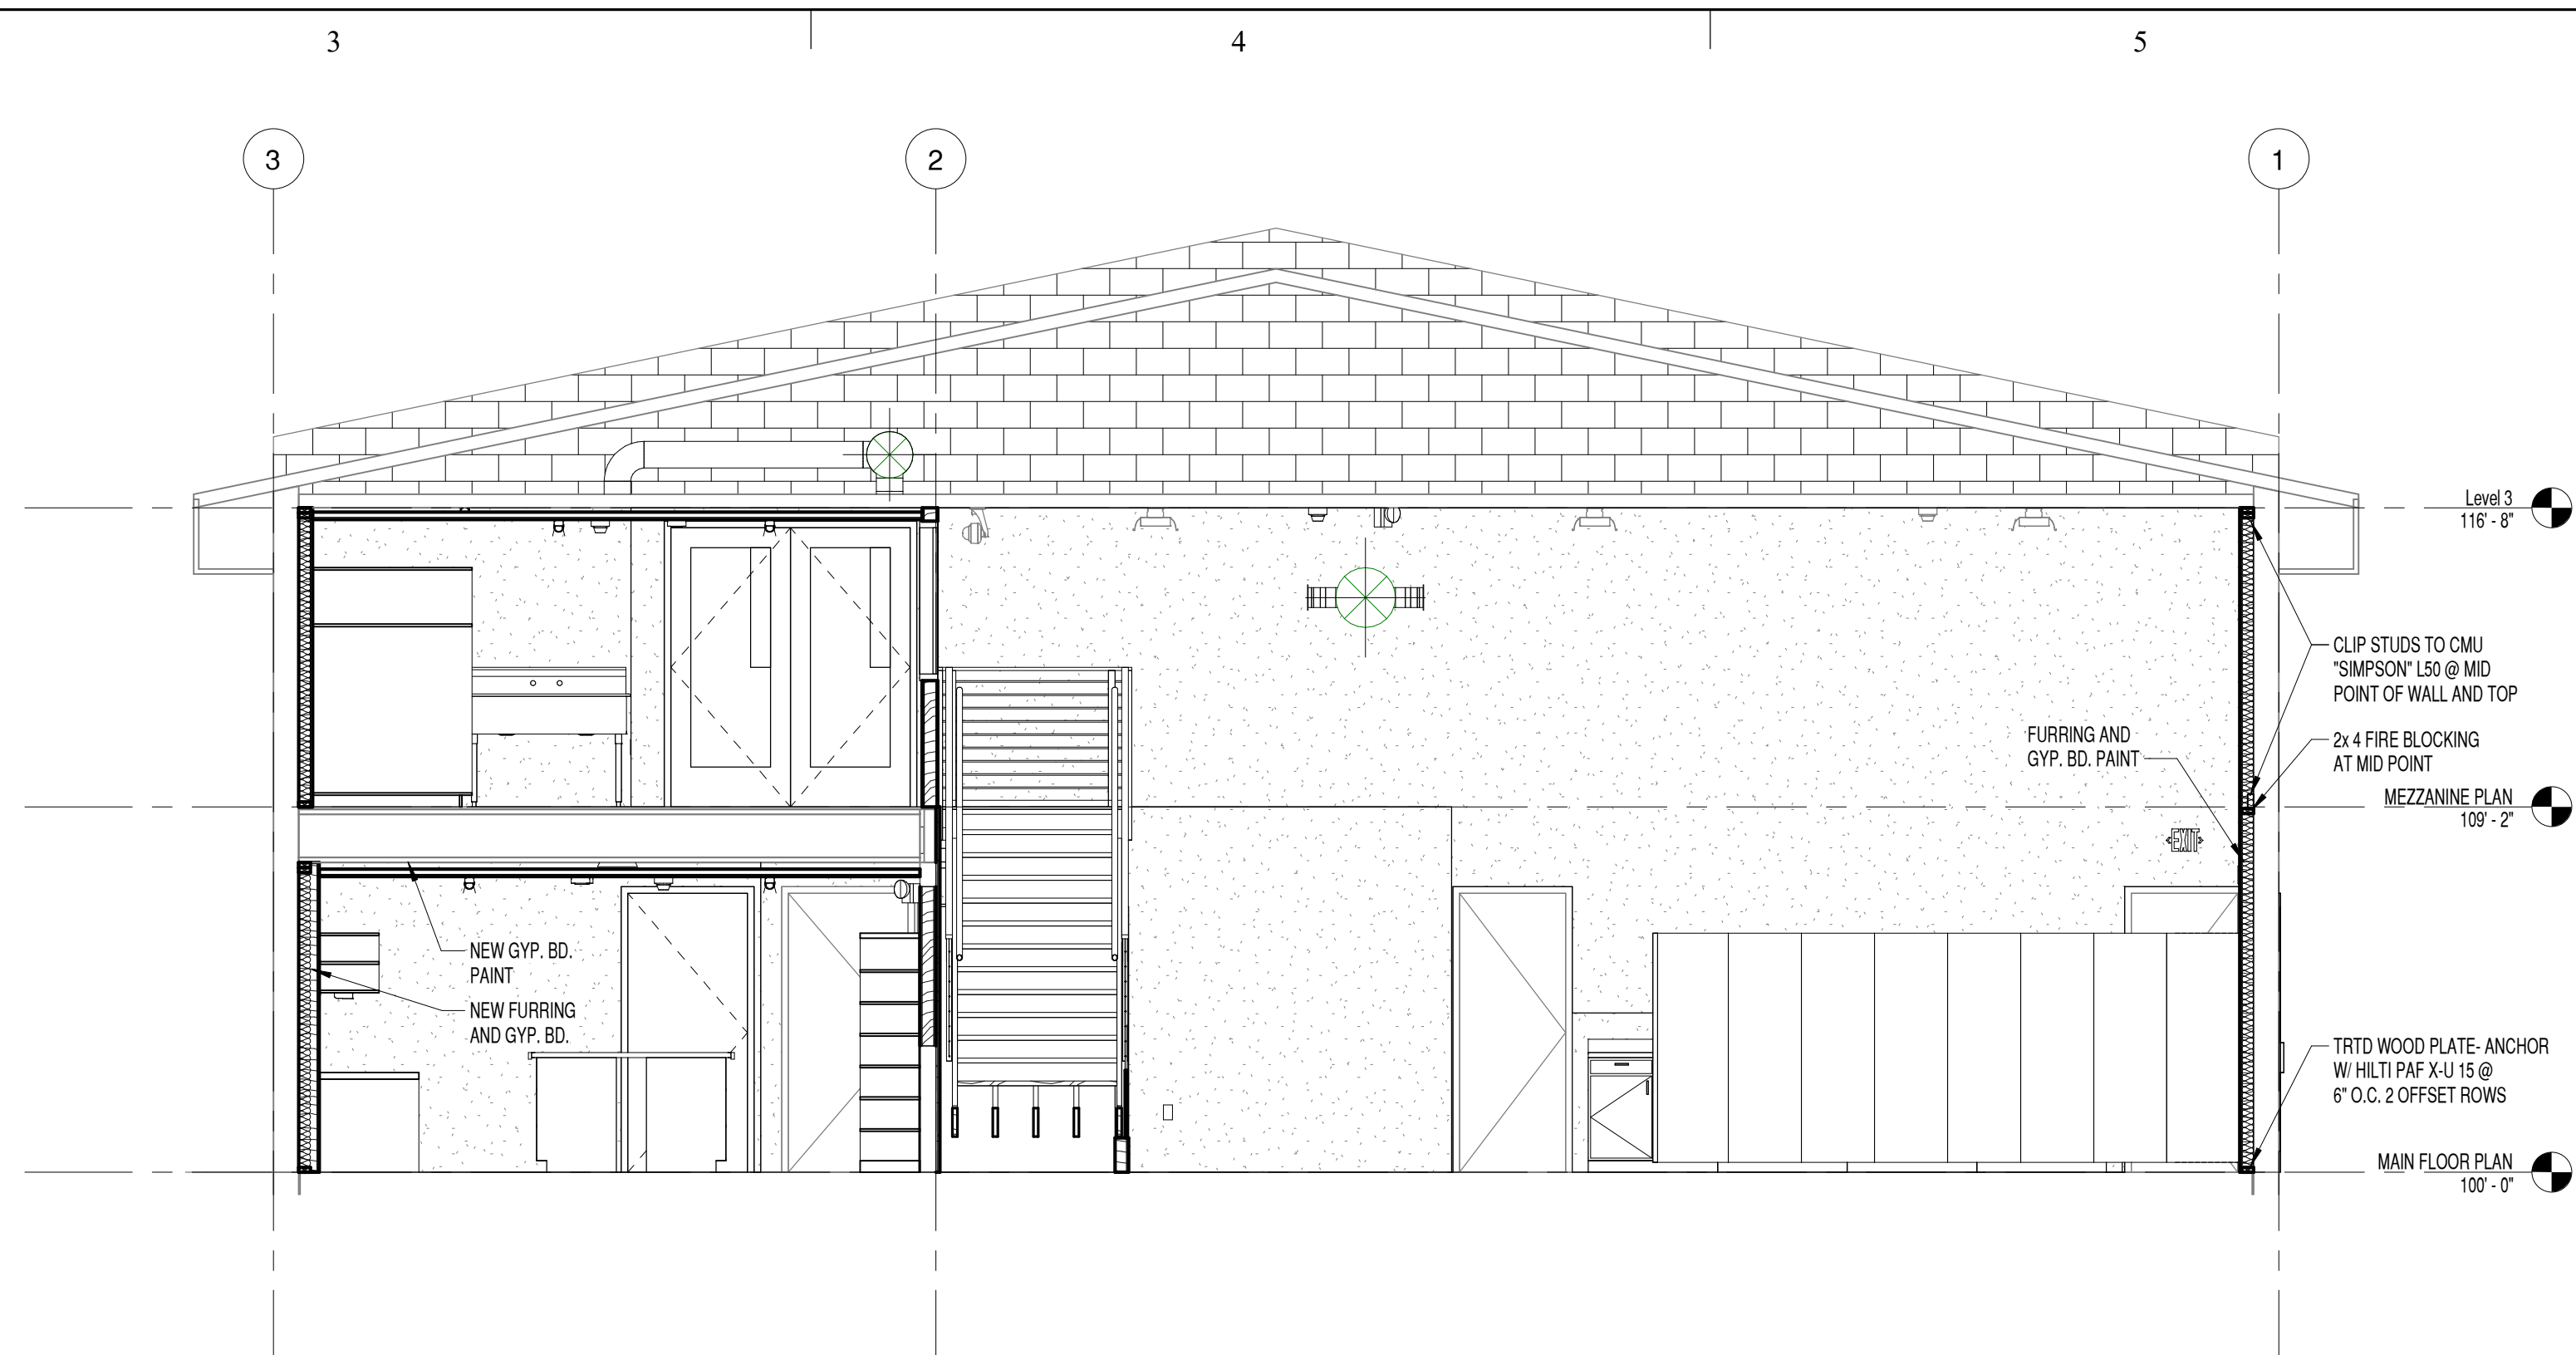 3
4
5
3
2
1
Level 3
116' - 8"
CLIP STUDS TO CMU
"SIMPSON" L50 @ MID
POINT OF WALL AND TOP
FURRING AND
GYP. BD. PAINT
2x 4 FIRE BLOCKING
AT MID POINT
MEZZANINE PLAN
109' - 2"
EXIT
NEW GYP. BD.
PAINT
NEW FURRING
AND GYP. BD.
TRTD WOOD PLATE- ANCHOR
W/ HILTI PAF X-U 15 @
6" O.C. 2 OFFSET ROWS
MAIN FLOOR PLAN
100' - 0"